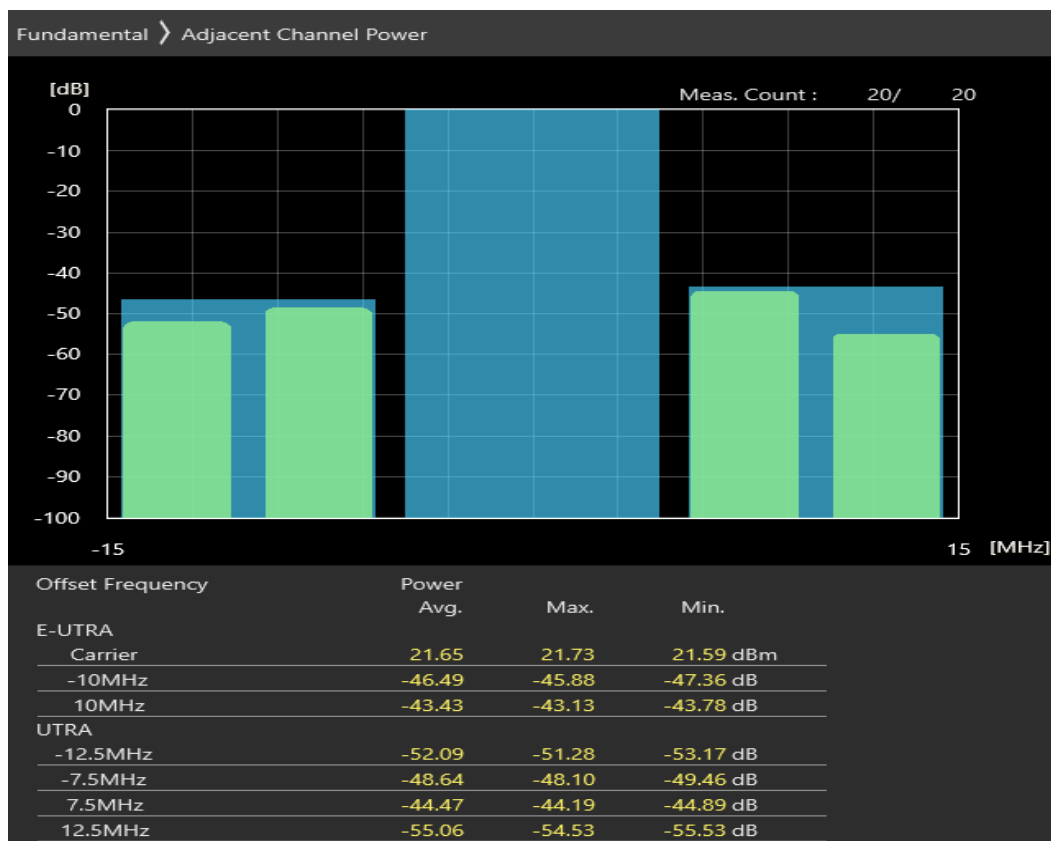 Fundamental 〉 Adjacent Channel Power
[dB]
Meas. Count : 20/ 20
0
-10
-20
-30
-40
-50
-60
-70
-80
-90
-100
-15 15 [MHz]
Offset Frequency Power
Avg. Max. Min.
E-UTRA
Carrier 21.65 21.73 21.59 dBm
-10MHz -46.49 -45.88 -47.36 dB
10MHz -43.43 -43.13 -43.78 dB
UTRA
-12.5MHz -52.09 -51.28 -53.17 dB
-7.5MHz -48.64 -48.10 -49.46 dB
7.5MHz -44.47 -44.19 -44.89 dB
12.5MHz -55.06 -54.53 -55.53 dB